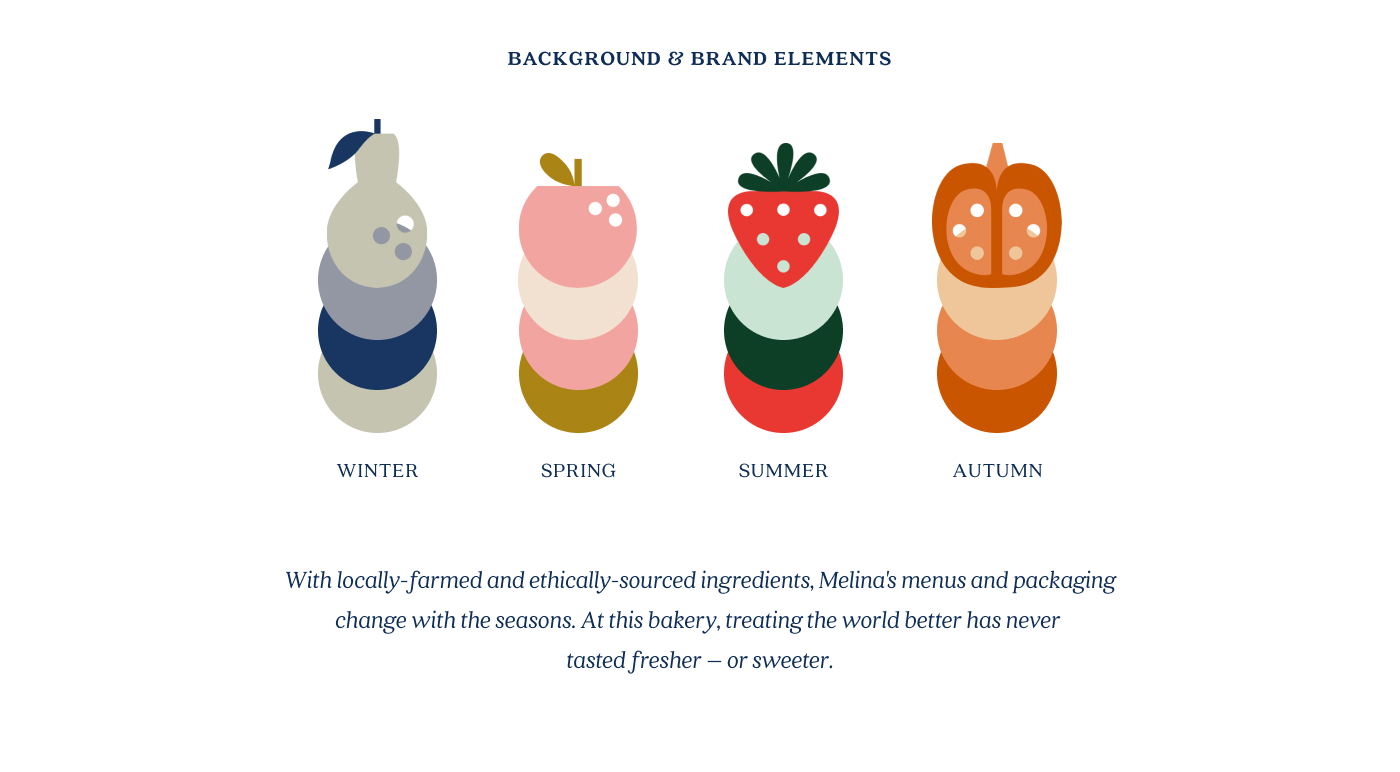 BACKGROUND & BRAND ELEMENTS
WINTER
SPRING
SUMMER
AUTUMN
With locally-farmed and ethically-sourced ingredients, Melina's menus and packaging
change with the seasons. At this bakery, treating the world better has never
tasted fresher – or sweeter.